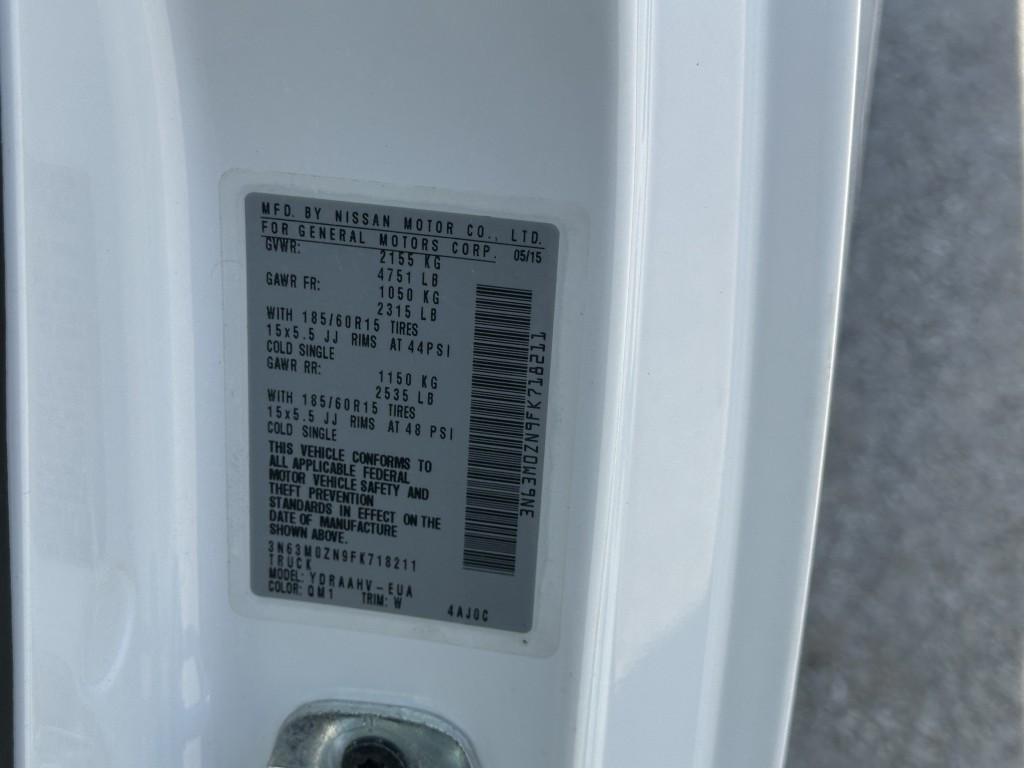 MFD. BY NISSAN MOTOR CO., LTD.
FOR GENERAL MOTORS CORP. 05/15
GVWR: 2155 KG
4751 LB
GAWR FR: 1050 KG
2315 LB
WITH 185/60R15 TIRES
15x5.5 JJ RIMS AT 44PSI
COLD SINGLE
GAWR RR: 1150 KG
2535 LB
WITH 185/60R15 TIRES
15x5.5 JJ RIMS AT 48 PSI
COLD SINGLE
THIS VEHICLE CONFORMS TO
ALL APPLICABLE FEDERAL
MOTOR VEHICLE SAFETY AND
THEFT PREVENTION
STANDARDS IN EFFECT ON THE
DATE OF MANUFACTURE
SHOWN ABOVE.
3N63M0ZN9FK718211
TRUCK
MODEL: YDRAAHV-EUA
COLOR: QM1 TRIM: W 4AJ0C
3N63M0ZN9FK718211